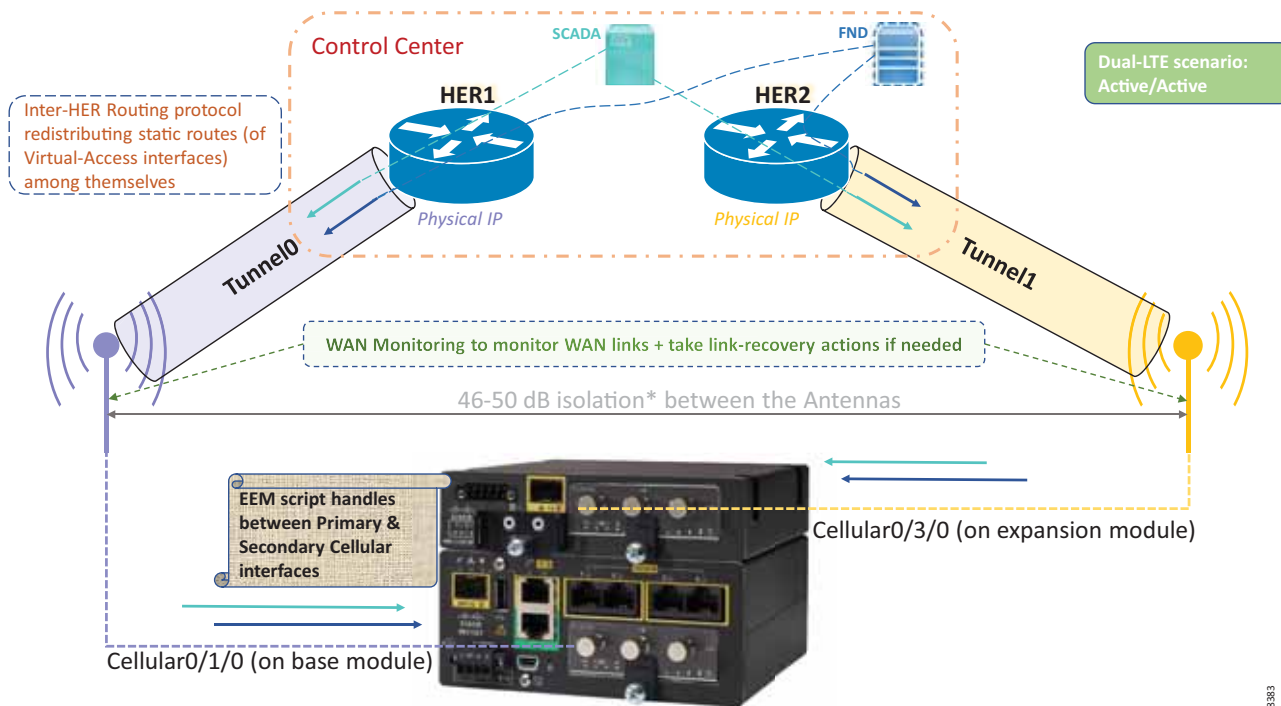 Control Center
SCADA
FND
Dual-LTE scenario:
Active/Active
HER1
HER2
Inter-HER Routing protocol
redistributing static routes (of
Virtual-Access interfaces)
among themselves
Physical IP
Physical IP
Tunnel0
Tunnel1
WAN Monitoring to monitor WAN links + take link-recovery actions if needed
46-50 dB isolation* between the Antennas
EEM script handles
between Primary &
Secondary Cellular
interfaces
Cellular0/3/0 (on expansion module)
Cellular0/1/0 (on base module)